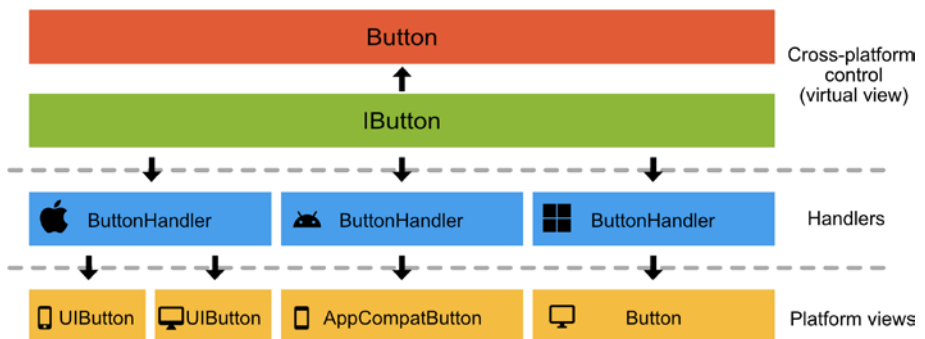 Button
Cross-platform
control
(virtual view)
IButton
ButtonHandler
ButtonHandler
ButtonHandler
Handlers
UIButton
UIButton
AppCompatButton
Button
Platform views